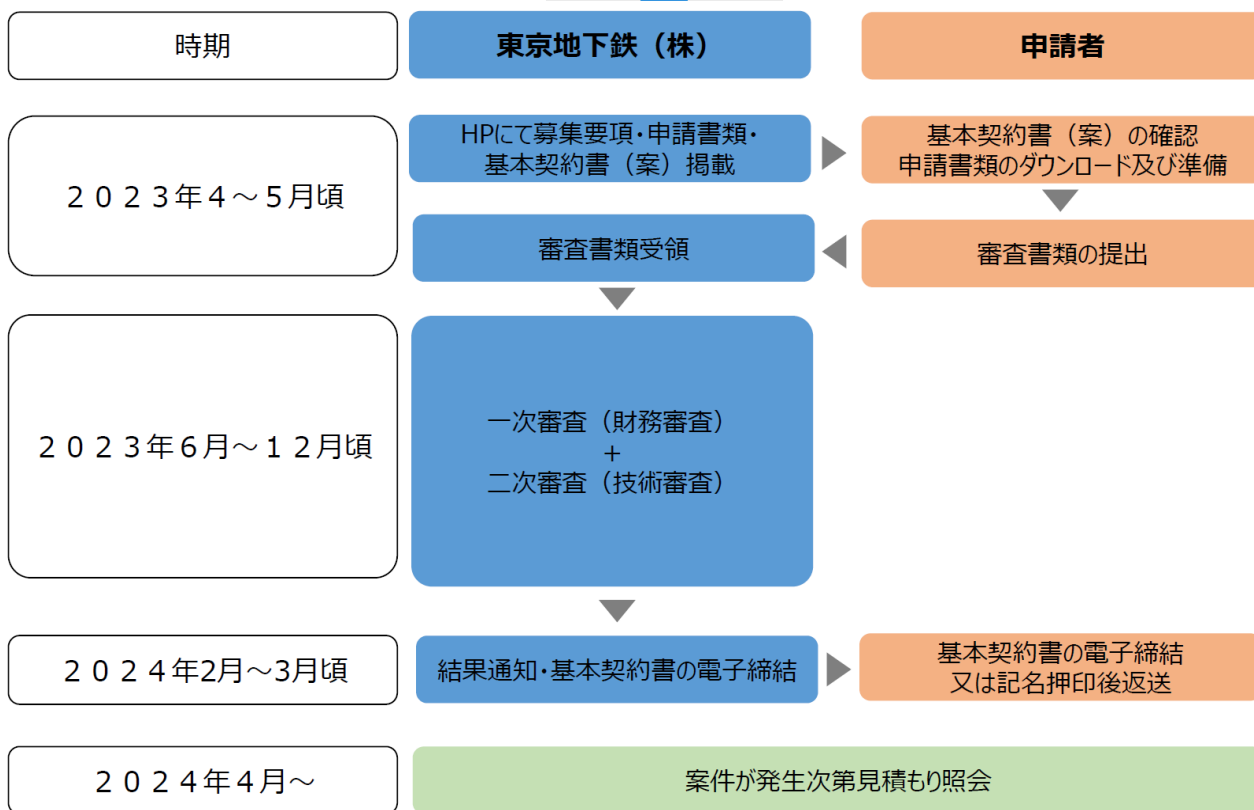 時期
東京地下鉄（株）
申請者
２０２３年４～５月頃
HPにて募集要項・申請書類・
基本契約書（案）掲載
基本契約書（案）の確認
申請書類のダウンロード及び準備
審査書類受領
審査書類の提出
２０２３年６月～１２月頃
一次審査（財務審査）
+
二次審査（技術審査）
２０２４年2月～3月頃
結果通知・基本契約書の電子締結
基本契約書の電子締結
又は記名押印後返送
２０２４年４月～
案件が発生次第見積もり照会